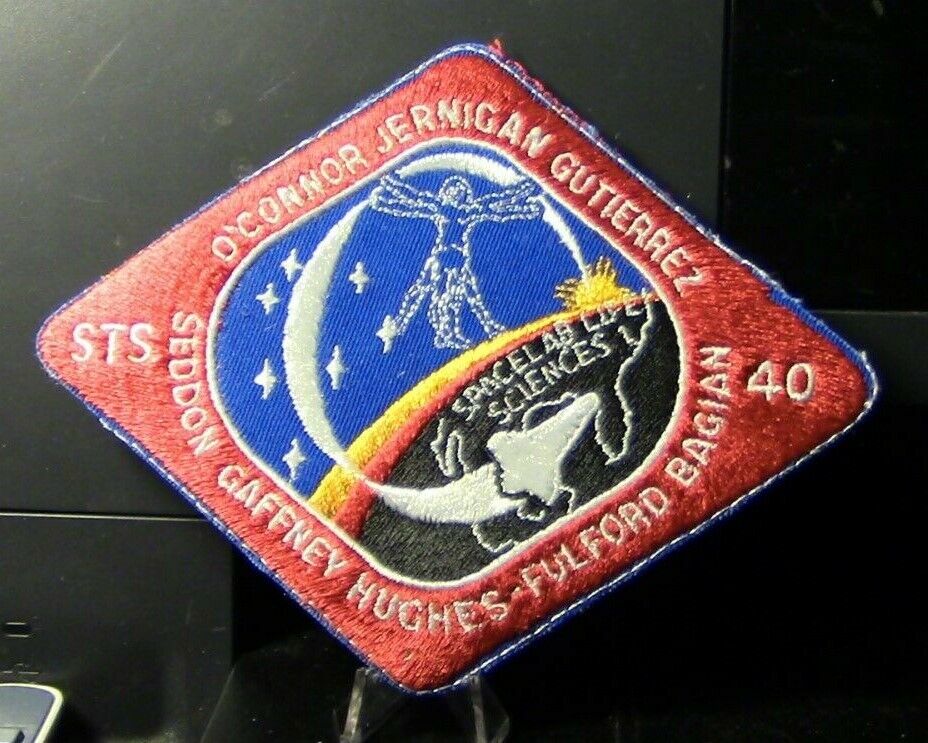 O'CONNOR JERNIGAN GUTIERREZ
STS
40
SPACELAB LIFE
SCIENCES 1
SEDDON GAFFNEY HUGHES-FULFORD BAGIAN